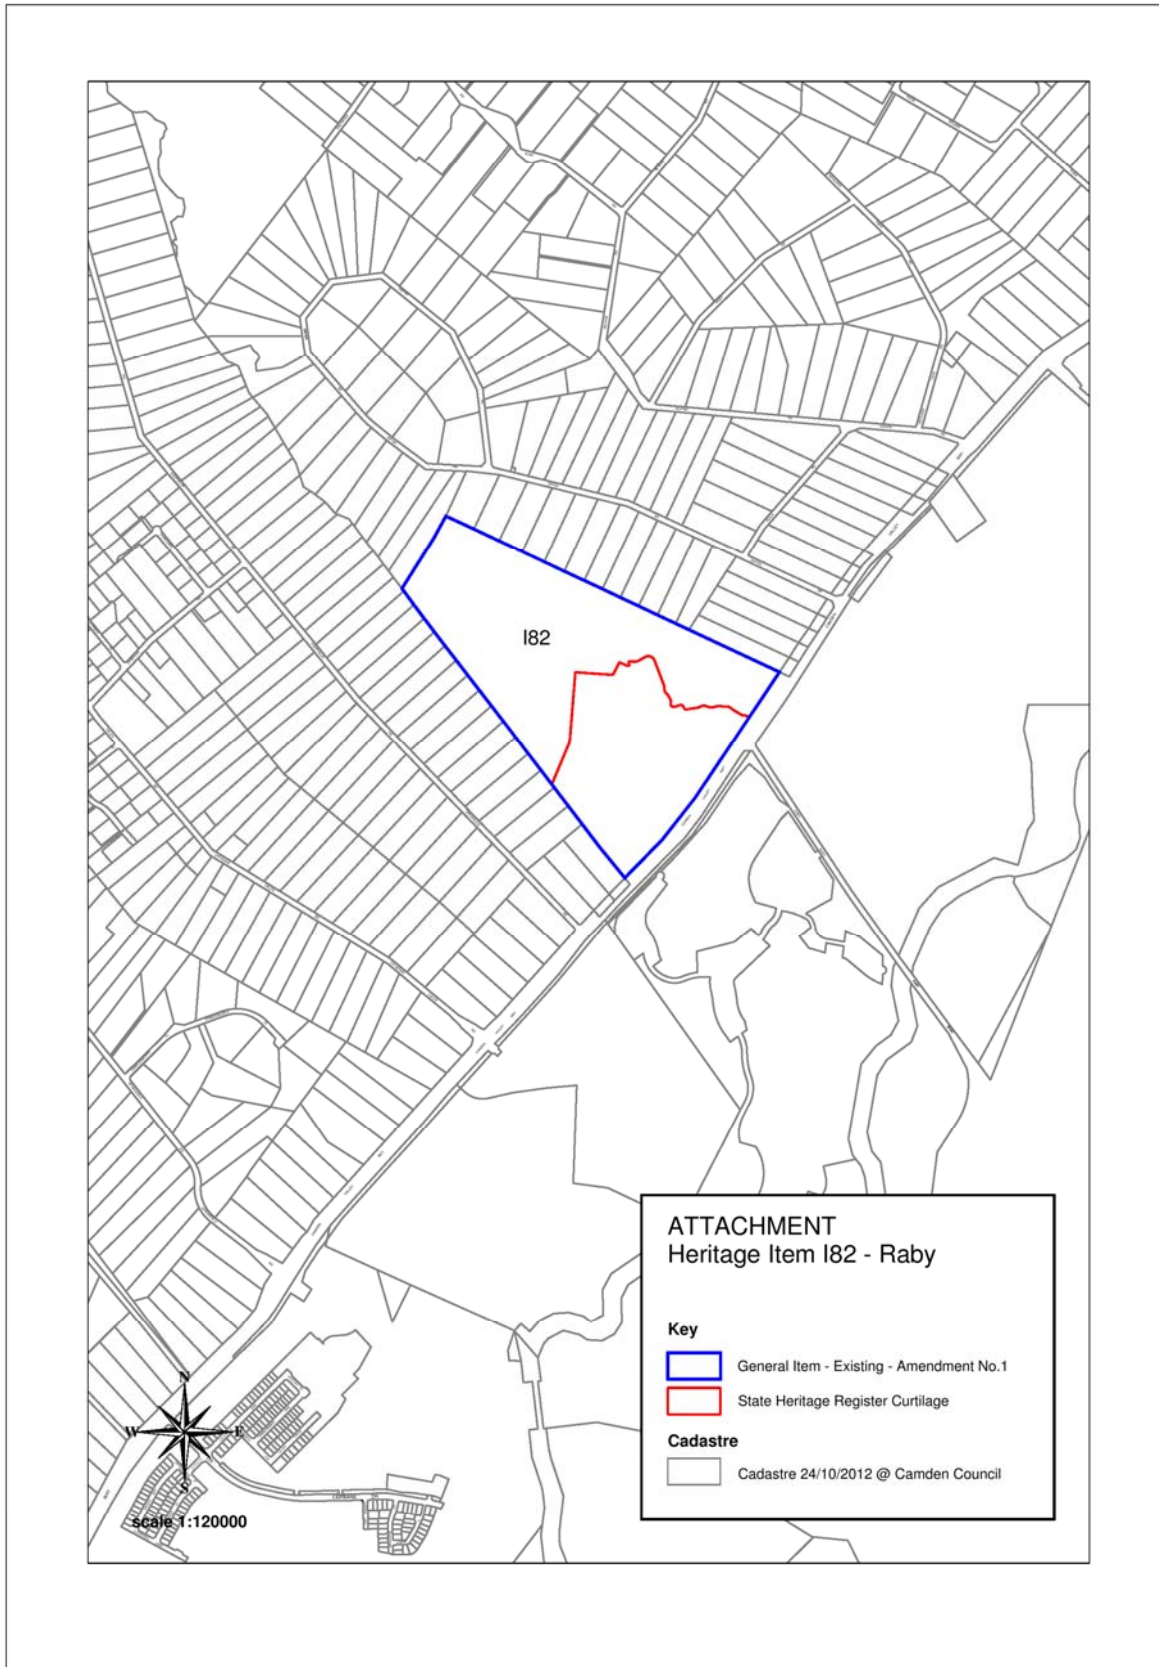 I82
ATTACHMENT
Heritage Item I82 - Raby
Key
General Item - Existing - Amendment No.1
State Heritage Register Curtilage
Cadastre
Cadastre 24/10/2012 @ Camden Council
N
W
E
S
scale 1:120000